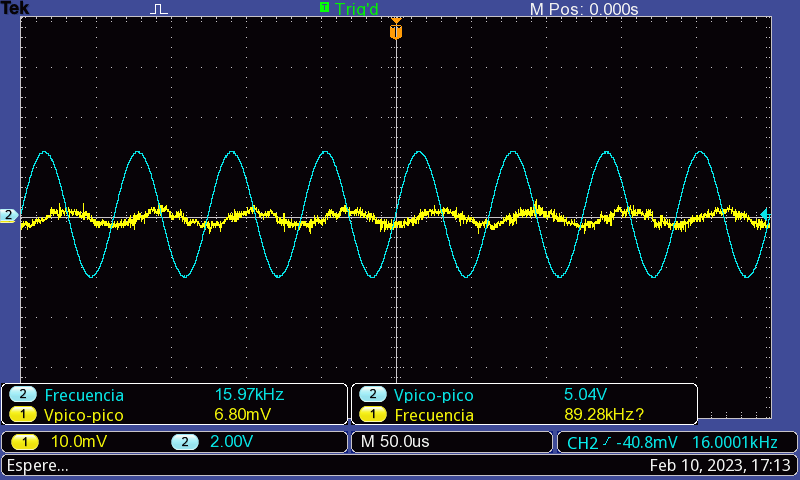 Tek T Trig'd M Pos: 0.000s
T
2
2 Frecuencia 15.97kHz 2 Vpico-pico 5.04V
1 Vpico-pico 6.80mV 1 Frecuencia 89.28kHz?
1 10.0mV 2 2.00V M 50.0us CH2 -40.8mV 16.0001kHz
Espere... Feb 10, 2023, 17:13